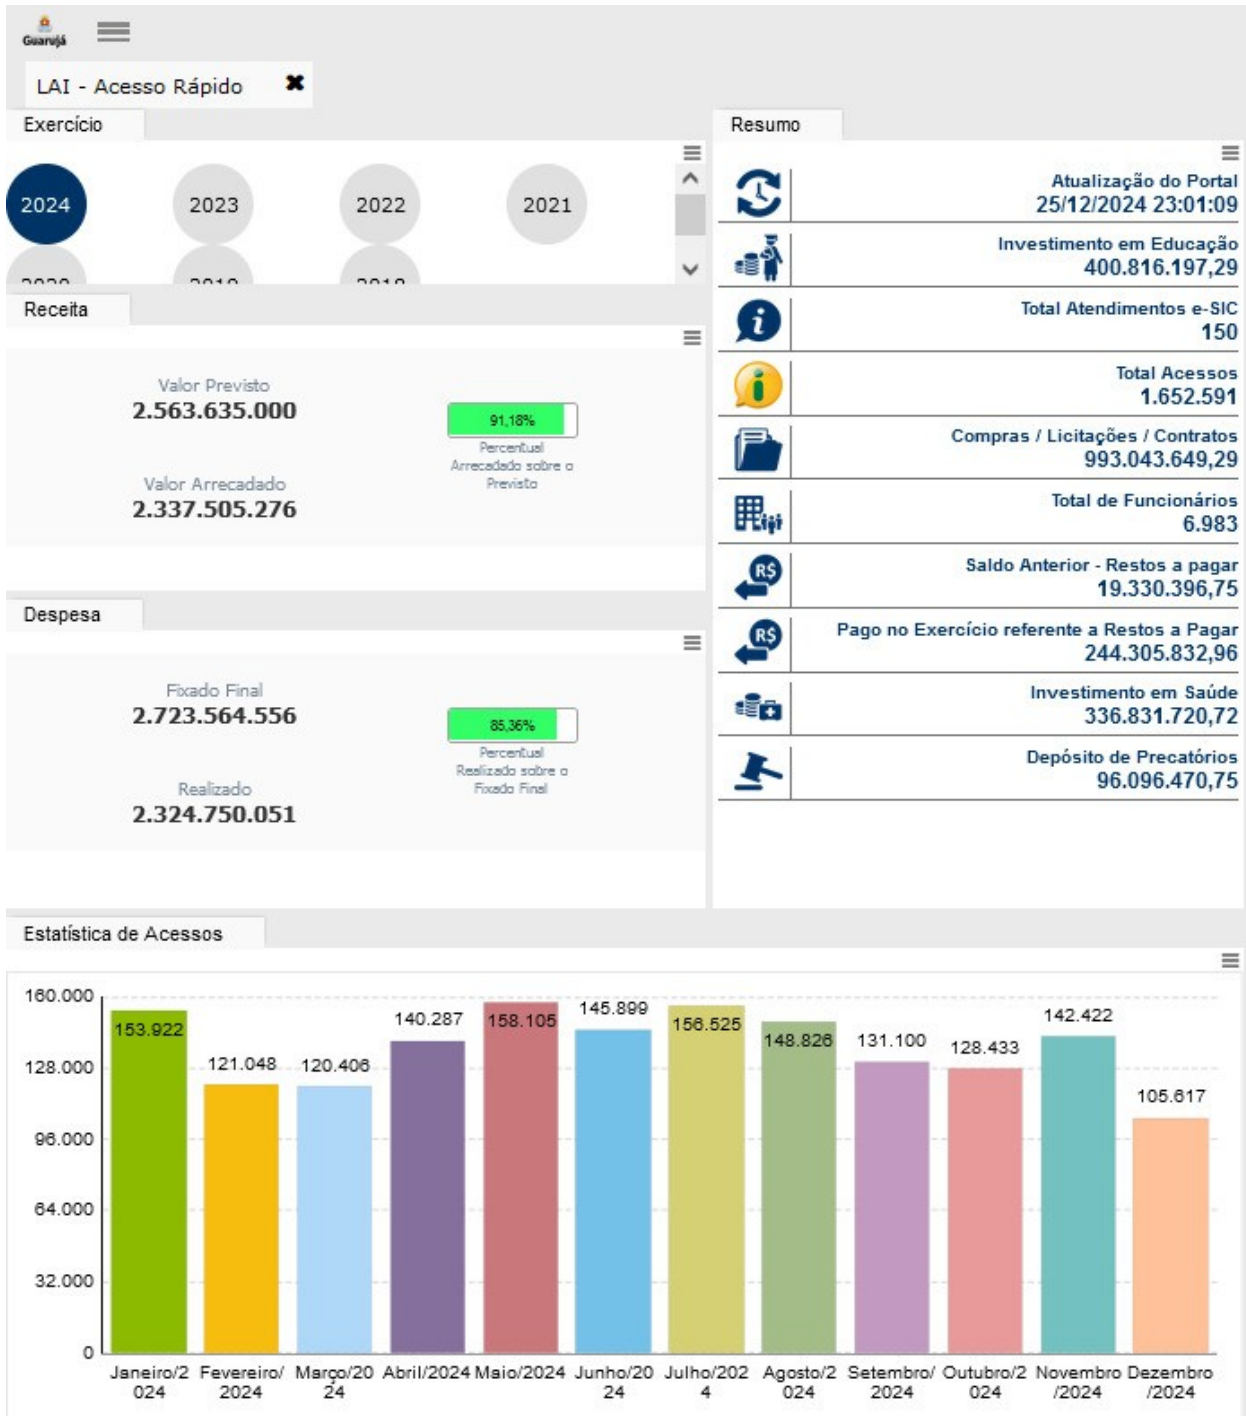 Guarujá
LAI - Acesso Rápido
Exercício
2024
2023
2022
2021
2020
2019
2018
Receita
Valor Previsto
2.563.635.000
Valor Arrecadado
2.337.505.276
91,18%
Percentual
Arrecadado sobre o
Previsto
Despesa
Fixado Final
2.723.564.556
Realizado
2.324.750.051
85,36%
Percentual
Realizado sobre o
Fixado Final
Resumo
Atualização do Portal
25/12/2024 23:01:09
Investimento em Educação
400.816.197,29
Total Atendimentos e-SIC
150
Total Acessos
1.652.591
Compras / Licitações / Contratos
993.043.649,29
Total de Funcionários
6.983
R$
Saldo Anterior - Restos a pagar
19.330.396,75
R$
Pago no Exercício referente a Restos a Pagar
244.305.832,96
Investimento em Saúde
336.831.720,72
Depósito de Precatórios
96.096.470,75
Estatística de Acessos
160.000
128.000
96.000
64.000
32.000
0
153.922
121.048
120.406
140.287
158.105
145.899
156.525
148.826
131.100
128.433
142.422
105.617
Janeiro/2
024
Fevereiro/
2024
Março/20
24
Abril/2024
Maio/2024
Junho/20
24
Julho/202
4
Agosto/2
024
Setembro/
2024
Outubro/2
024
Novembro
/2024
Dezembro
/2024